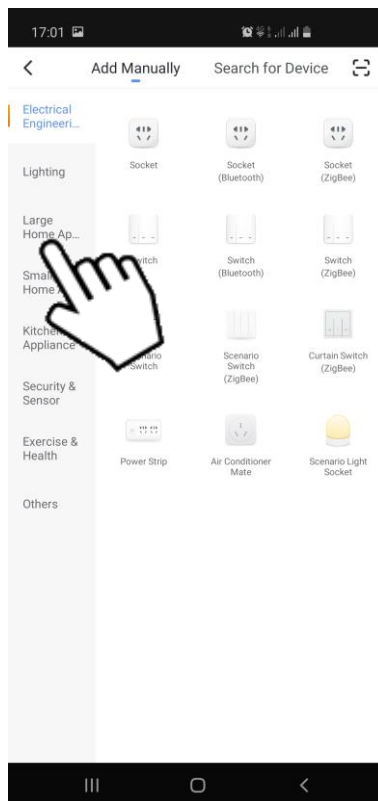 17:01
Add Manually
Search for Device
Electrical
Engineeri...
Lighting
Large
Home Ap...
Home
Kitchen
Appliance
Security &
Sensor
Exercise &
Health
Others
Socket
Socket
(Bluetooth)
Socket
(ZigBee)
Switch
(Bluetooth)
Switch
(ZigBee)
Switch
Scenario
Switch
(ZigBee)
Curtain Switch
(ZigBee)
Power Strip
Air Conditioner
Mate
Scenario Light
Socket